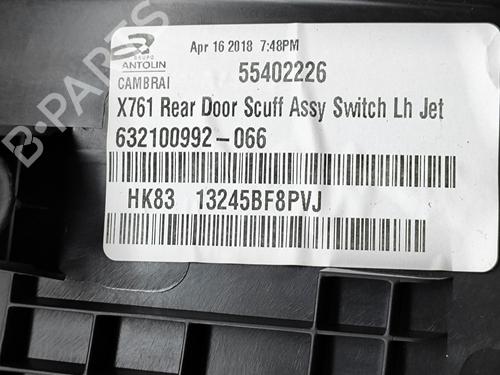 GRUPO
ANTOLIN
CAMBRAI
Apr 16 2018 7:48PM
55402226
X761 Rear Door Scuff Assy Switch Lh Jet
632100992-066
HK83 13245BF8PVJ
B-PARTS